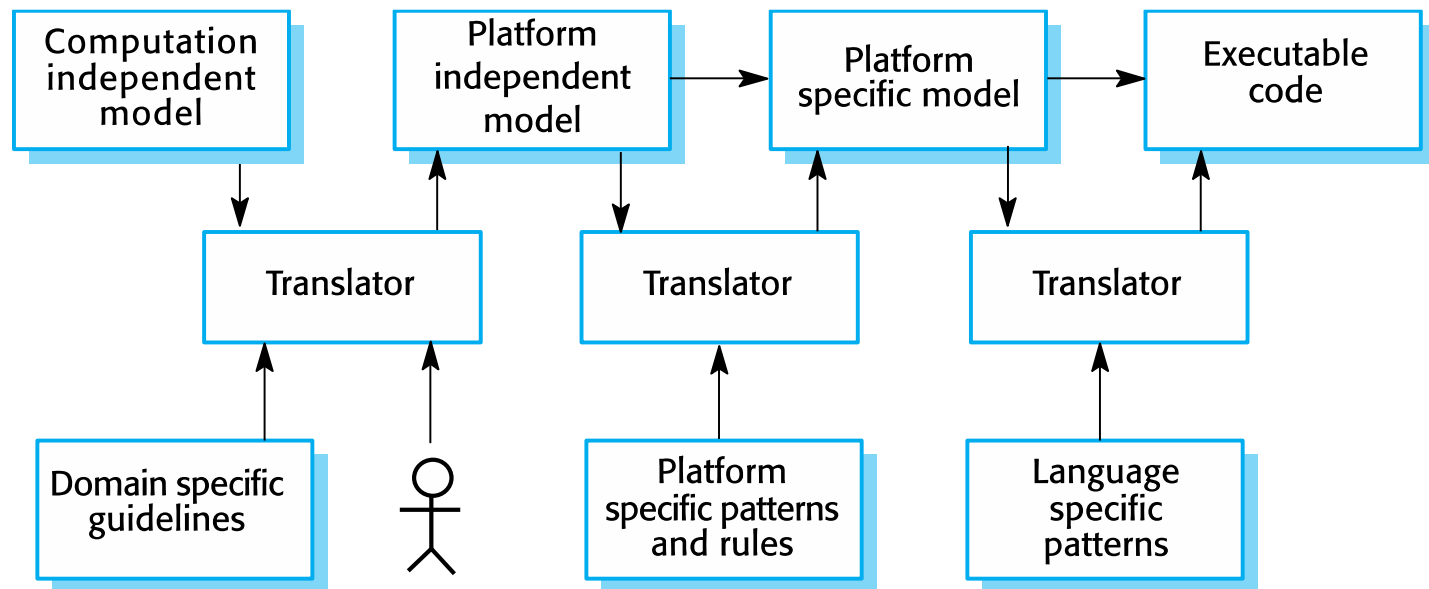 Computation
independent
model
Platform
independent
model
Platform
specific model
Executable
code
Translator
Translator
Translator
Domain specific
guidelines
Platform
specific patterns
and rules
Language
specific
patterns